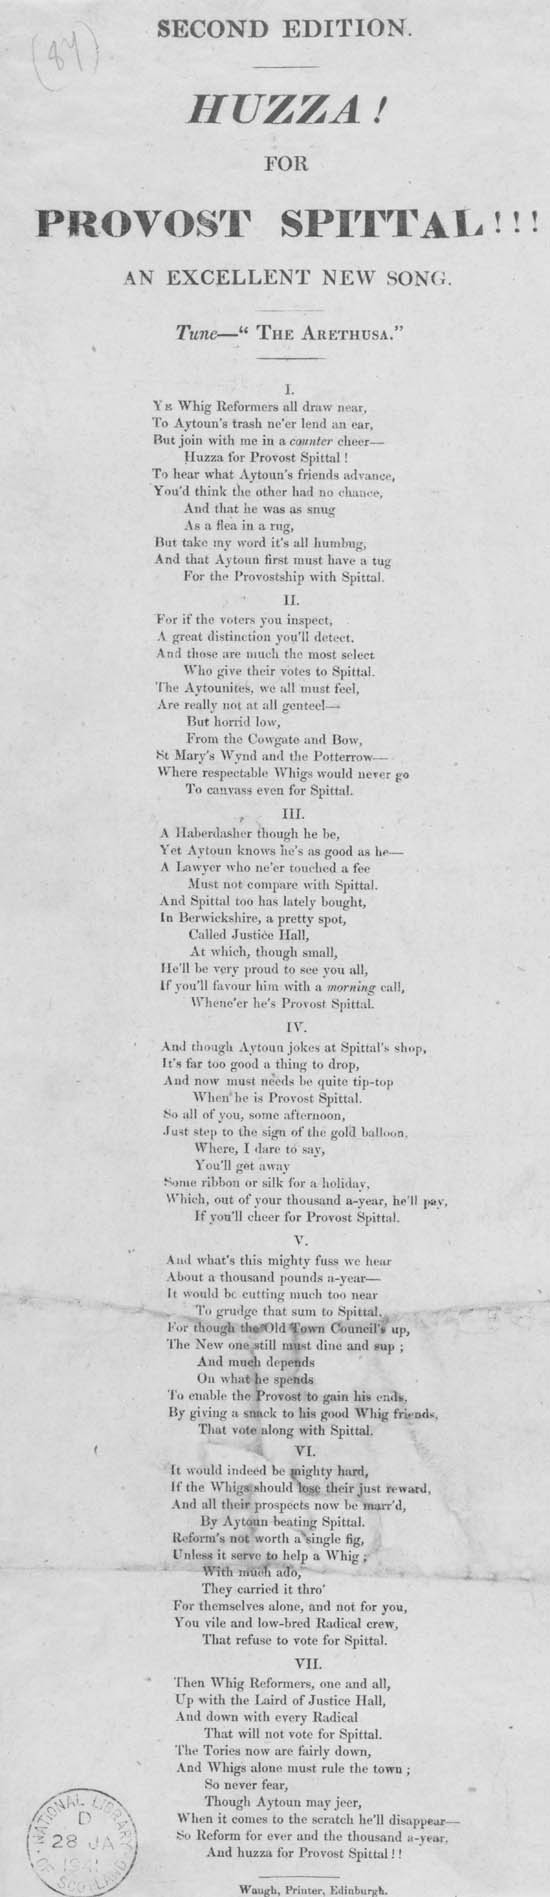 (84)
SECOND EDITION.
HUZZA!
FOR
PROVOST SPITTAL!!!
AN EXCELLENT NEW SONG.
Tune—“ THE ARETHUSA.”
I.
YE Whig Reformers all draw near,
To Aytoun's trash ne'er lend an ear,
But join with me in a counter cheer—
Huzza for Provost Spittal!
To hear what Aytoun's friends advance,
You'd think the other had no chance,
And that he was as snug
As a flea in a rug,
But take my word it's all humbug,
And that Aytoun first must have a tug
For the Provostship with Spittal.
II.
For if the voters you inspect,
A great distinction you'll detect,
And those are much the most select
Who give their votes to Spittal.
The Aytounites, we all must feel,
Are really not at all genteel—
But horrid low,
From the Cowgate and Bow,
St Mary's Wynd and the Potterrow—
Where respectable Whigs would never go
To canvass even for Spittal.
III.
A Haberdasher though he be,
Yet Aytoun knows he's as good as he—
A Lawyer who ne'er touched a fee
Must not compare with Spittal.
And Spittal too has lately bought,
In Berwickshire, a pretty spot,
Called Justice Hall,
At which, though small,
He'll be very proud to see you all,
If you'll favour him with a morning call,
Whene'er he's Provost Spittal.
IV.
And though Aytoun jokes at Spittal's shop,
It's far too good a thing to drop,
And now must needs be quite tip-top
When he is Provost Spittal.
So all of you, some afternoon,
Just step to the sign of the gold balloon,
Where, I dare to say,
You'll get away
Some ribbon or silk for a holiday,
Which, out of your thousand a-year, he'll pay,
If you'll cheer for Provost Spittal.
V.
And what's this mighty fuss we hear
About a thousand pounds a-year—
It would be cutting much too near
To grudge that sum to Spittal.
For though the Old Town Council's up,
The New one still must dine and sup;
And much depends
On what he spends
To enable the Provost to gain his ends,
By giving a snack to his good Whig friends,
That vote along with Spittal.
VI.
It would indeed be mighty hard,
If the Whigs should lose their just reward,
And all their prospects now be marr'd,
By Aytoun beating Spittal.
Reform's not worth a single fig,
Unless it serve to help a Whig;
With much ado,
They carried it thro'
For themselves alone, and not for you,
You vile and low-bred Radical crew,
That refuse to vote for Spittal.
VII.
Then Whig Reformers, one and all,
Up with the Laird of Justice Hall,
And down with every Radical
That will not vote for Spittal.
The Tories now are fairly down,
And Whigs alone must rule the town;
So never fear,
Though Aytoun may jeer,
When it comes to the scratch he'll disappear—
So Reform for ever and the thousand a-year,
And huzza for Provost Spittal!!
NATIONAL LIBRARY
D
28 JA
1941
OF SCOTLAND
Waugh, Printer, Edinburgh.